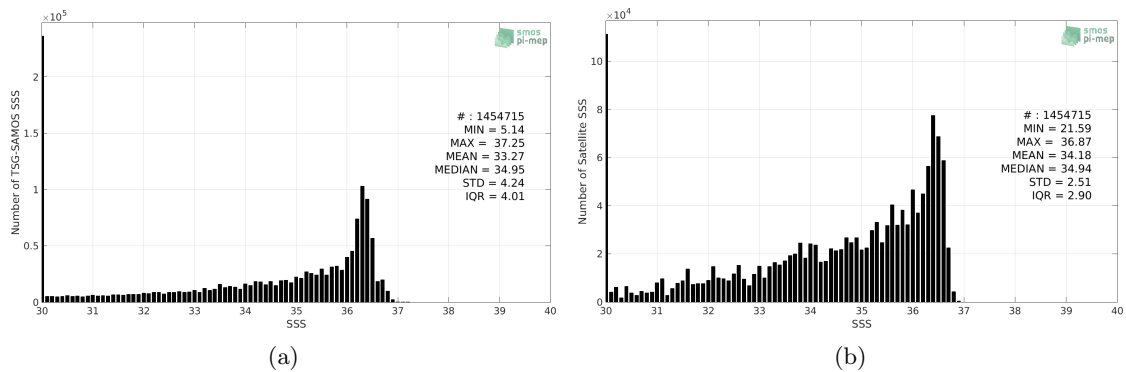 ×10⁵
smos
pi-mep
2
1.5
1
0.5
0
Number of TSG-SAMOS SSS
# : 1454715
MIN = 5.14
MAX = 37.25
MEAN = 33.27
MEDIAN = 34.95
STD = 4.24
IQR = 4.01
30 31 32 33 34 35 36 37 38 39 40
SSS
(a)
×10⁴
smos
pi-mep
10
8
6
4
2
0
Number of Satellite SSS
# : 1454715
MIN = 21.59
MAX = 36.87
MEAN = 34.18
MEDIAN = 34.94
STD = 2.51
IQR = 2.90
30 31 32 33 34 35 36 37 38 39 40
SSS
(b)